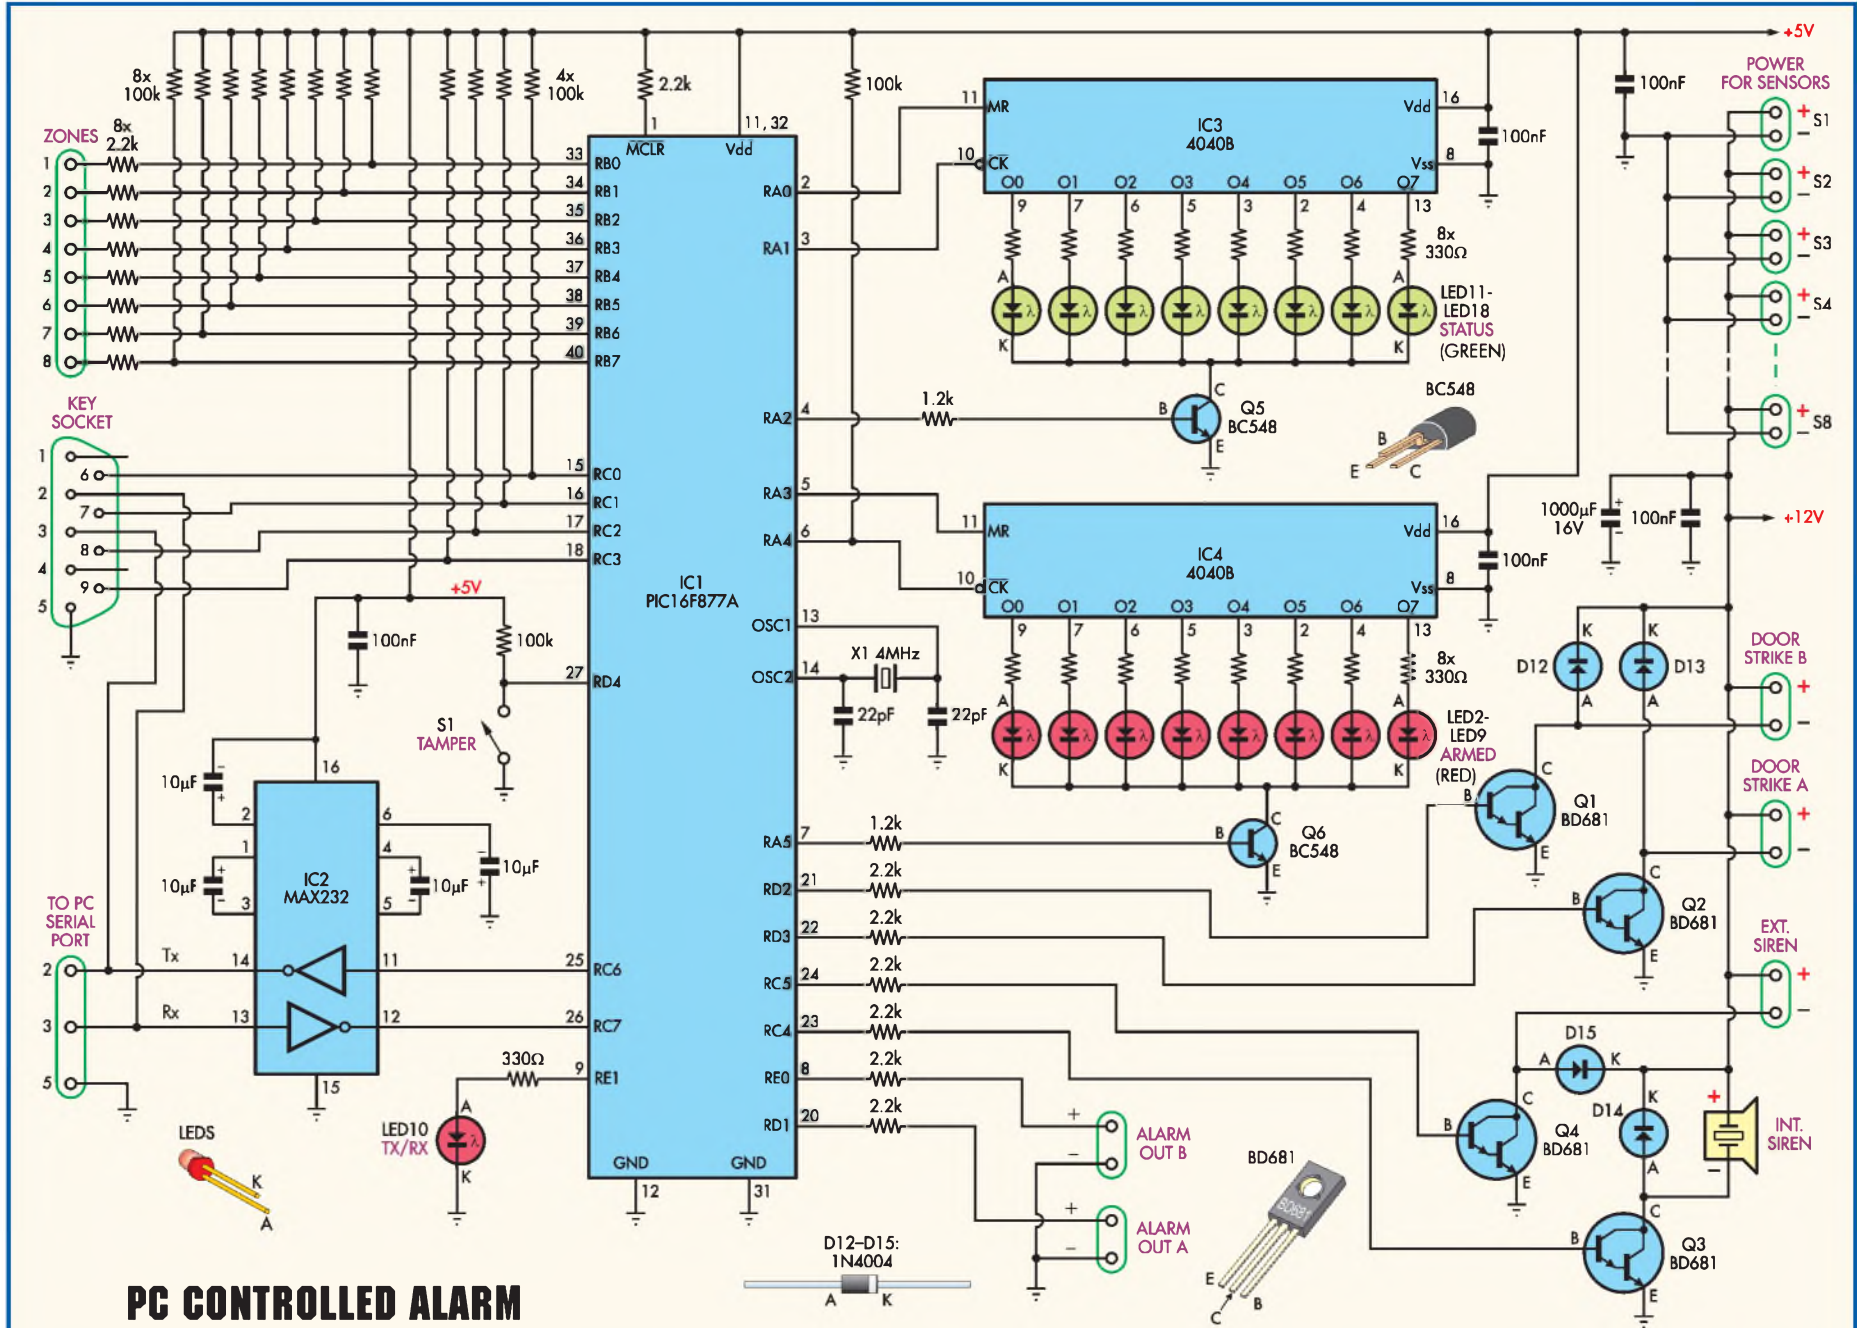 +5V
8x
100k
4x
100k
2.2k
100k
100nF
POWER
FOR SENSORS
ZONES
8x
2.2k
1
2
3
4
5
6
7
8
33 RB0
34 RB1
35 RB2
36 RB3
37 RB4
38 RB5
39 RB6
40 RB7
1
MCLR
11, 32
Vdd
RA0 2
RA1 3
RA2 4
RA3 5
RA4 6
OSC1 13
OSC2 14
RA5 7
RD2 21
RD3 22
RC5 24
RC4 23
RE0 8
RD1 20
IC1
PIC16F877A
15 RC0
16 RC1
17 RC2
18 RC3
27 RD4
25 RC6
26 RC7
9 RE1
GND
12
GND
31
KEY
SOCKET
1
6
2
7
3
8
4
9
5
+5V
100nF
100k
S1
TAMPER
10µF
- +
10µF
+ -
10µF
+ -
10µF
- +
16
2
1
3
6
4
5
IC2
MAX232
14
11
13
12
15
TO PC
SERIAL
PORT
2
3
5
Tx
Rx
330Ω
A
LED10
TX/RX
K
LEDS
K
A
11 MR
10 CK
IC3
4040B
Vdd 16
Vss 8
100nF
O0 O1 O2 O3 O4 O5 O6 O7
9 7 6 5 3 2 4 13
8x
330Ω
A A
λ λ λ λ λ λ λ λ
K K
LED11-
LED18
STATUS
(GREEN)
1.2k
B
C
E
Q5
BC548
BC548
B
E
C
11 MR
10 CK
IC4
4040B
Vdd 16
Vss 8
100nF
O0 O1 O2 O3 O4 O5 O6 O7
9 7 6 5 3 2 4 13
8x
330Ω
A A
λ λ λ λ λ λ λ λ
K K
LED2-
LED9
ARMED
(RED)
X1 4MHz
22pF
22pF
1.2k
B
C
E
Q6
BC548
2.2k
2.2k
2.2k
2.2k
2.2k
2.2k
+ S1
-
+ S2
-
+ S3
-
+ S4
-
+ S8
-
1000µF
16V
+
-
100nF
+12V
K
D12
A
K
D13
A
DOOR
STRIKE B
+
-
DOOR
STRIKE A
+
-
B
C
E
Q1
BD681
B
C
E
Q2
BD681
EXT.
SIREN
+
-
D15
A K
K
D14
A
+
-
INT.
SIREN
B
C
E
Q4
BD681
B
C
E
Q3
BD681
+
-
ALARM
OUT B
+
-
ALARM
OUT A
BD681
BD681
E
C
B
D12–D15:
1N4004
A K
PC CONTROLLED ALARM